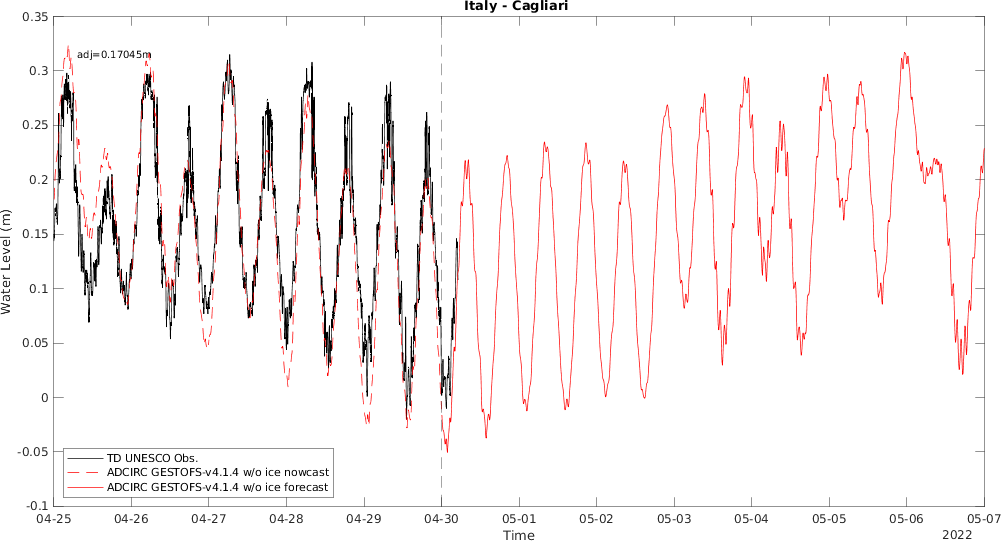 Italy - Cagliari
adj=0.17045m
0.35
0.3
0.25
0.2
0.15
0.1
0.05
0
-0.05
-0.1
Water Level (m)
TD UNESCO Obs.
ADCIRC GESTOFS-v4.1.4 w/o ice nowcast
ADCIRC GESTOFS-v4.1.4 w/o ice forecast
04-25 04-26 04-27 04-28 04-29 04-30 05-01 05-02 05-03 05-04 05-05 05-06 05-07
Time
2022